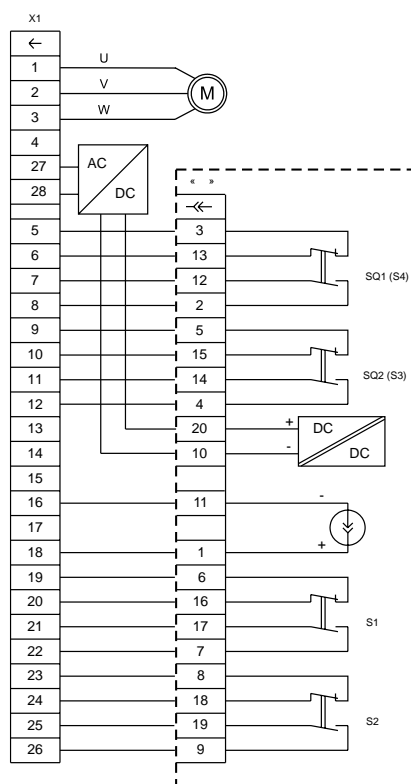 X1
1 U
2 V M
3 W
4
27 AC
28 DC
« »
5 3
6 13
7 12 SQ1 (S4)
8 2
9 5
10 15
11 14 SQ2 (S3)
12 4
13 20 + DC
14 10 - DC
15
16 11 -
17
18 1 +
19 6
20 16
21 17 S1
22 7
23 8
24 18
25 19 S2
26 9